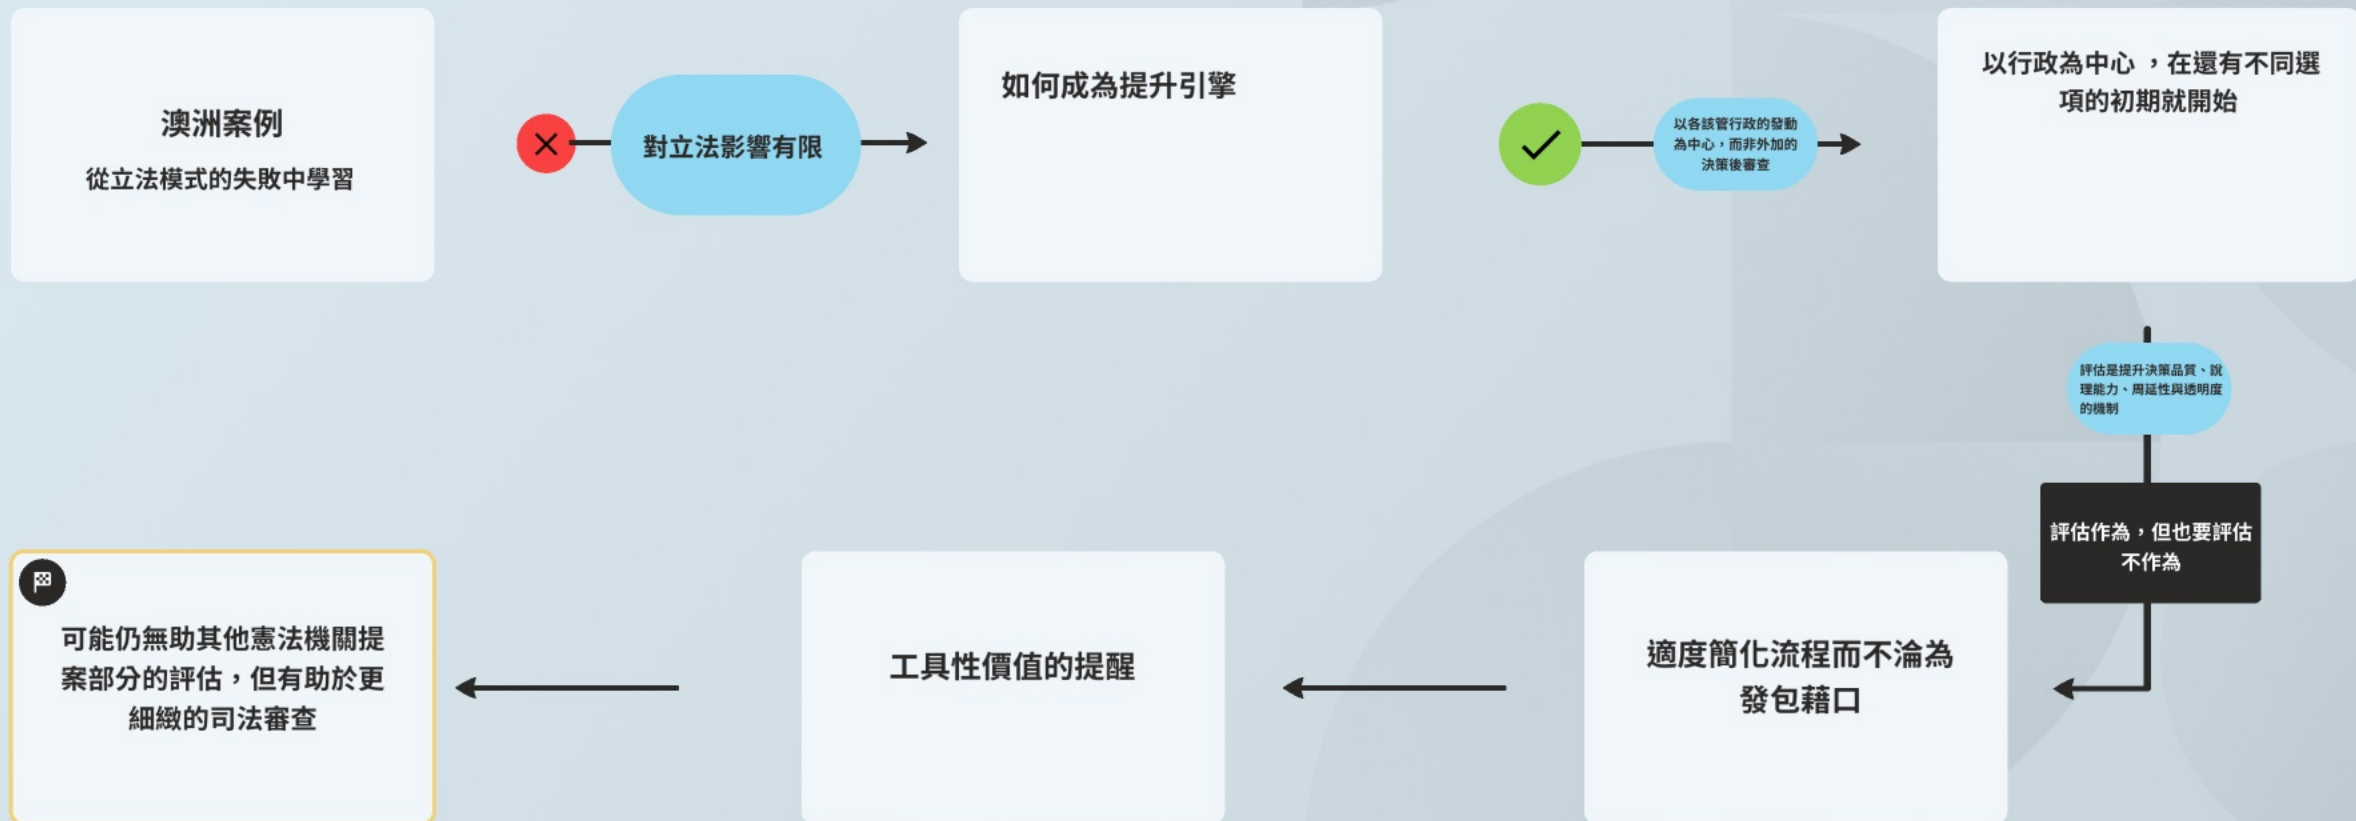 澳洲案例
從立法模式的失敗中學習
對立法影響有限
如何成為提升引擎
以各該管行政的發動
為中心，而非外加的
決策後審查
以行政為中心 ，在還有不同選
項的初期就開始
評估是提升決策品質、說
理能力、周延性與透明度
的機制
評估作為，但也要評估
不作為
適度簡化流程而不淪為
發包藉口
工具性價值的提醒
可能仍無助其他憲法機關提
案部分的評估，但有助於更
細緻的司法審查